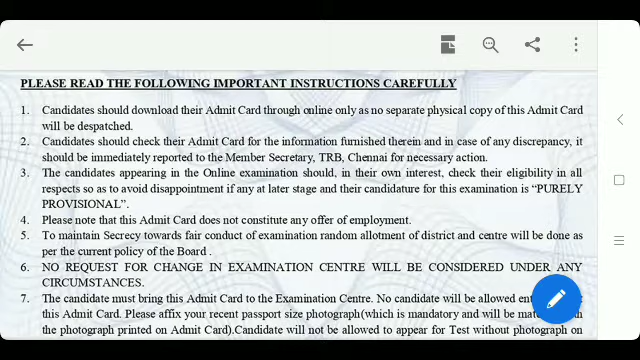 PLEASE READ THE FOLLOWING IMPORTANT INSTRUCTIONS CAREFULLY
1. Candidates should download their Admit Card through online only as no separate physical copy of this Admit Card
will be despatched.
2. Candidates should check their Admit Card for the information furnished therein and in case of any discrepancy, it
should be immediately reported to the Member Secretary, TRB, Chennai for necessary action.
3. The candidates appearing in the Online examination should, in their own interest, check their eligibility in all
respects so as to avoid disappointment if any at later stage and their candidature for this examination is “PURELY
PROVISIONAL”.
4. Please note that this Admit Card does not constitute any offer of employment.
5. To maintain Secrecy towards fair conduct of examination random allotment of district and centre will be done as
per the current policy of the Board .
6. NO REQUEST FOR CHANGE IN EXAMINATION CENTRE WILL BE CONSIDERED UNDER ANY
CIRCUMSTANCES.
7. The candidate must bring this Admit Card to the Examination Centre. No candidate will be allowed
this Admit Card. Please affix your recent passport size photograph(which is mandatory and will be
the photograph printed on Admit Card).Candidate will not be allowed to appear for Test without photograph on